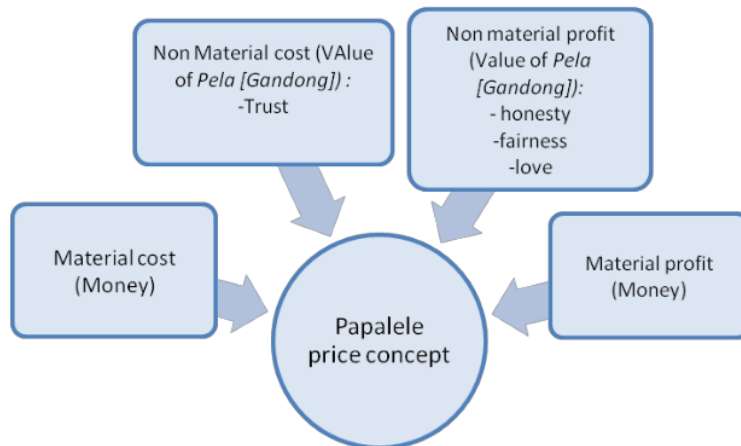 Non Material cost (VAlue
of Pela [Gandong]) :
-Trust
Non material profit
(Value of Pela
[Gandong]):
- honesty
-fairness
-love
Material cost
(Money)
Material profit
(Money)
Papalele
price concept